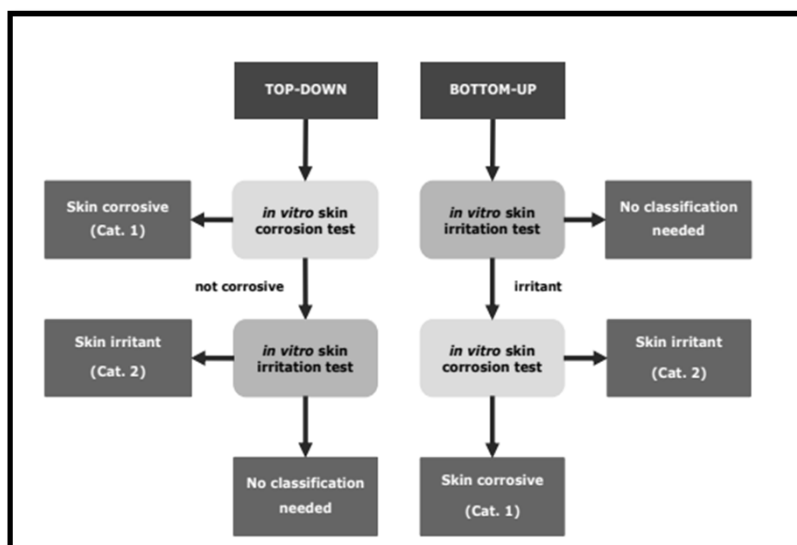 TOP-DOWN
BOTTOM-UP
Skin corrosive
(Cat. 1)
in vitro skin
corrosion test
in vitro skin
irritation test
No classification
needed
not corrosive
irritant
Skin irritant
(Cat. 2)
in vitro skin
irritation test
in vitro skin
corrosion test
Skin irritant
(Cat. 2)
No classification
needed
Skin corrosive
(Cat. 1)